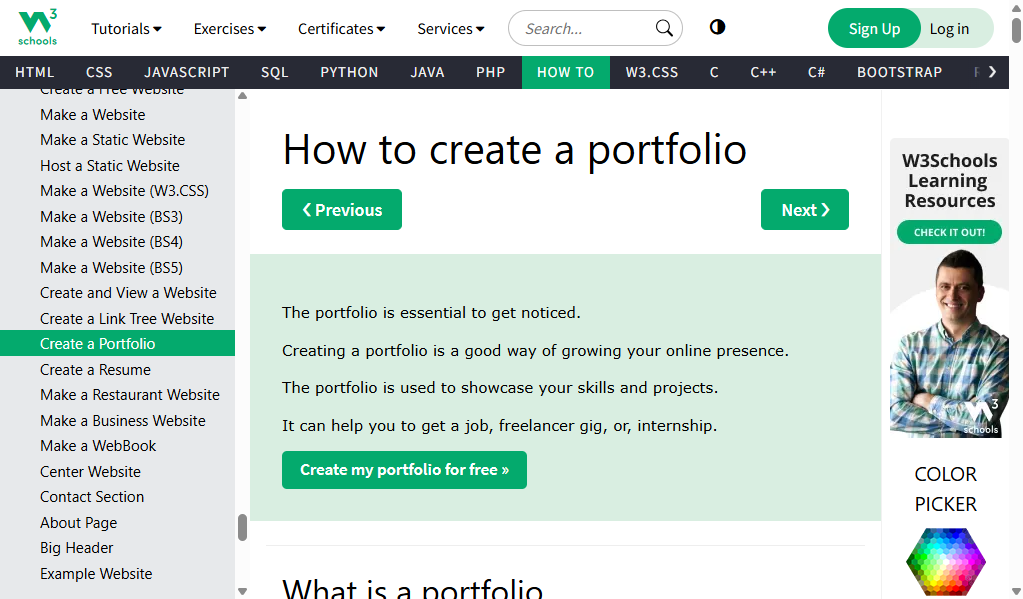 3
schools
Tutorials
Exercises
Certificates
Services
Search...
Sign Up
Log in
HTML
CSS
JAVASCRIPT
SQL
PYTHON
JAVA
PHP
HOW TO
W3.CSS
C
C++
C#
BOOTSTRAP
Create a Free Website
Make a Website
Make a Static Website
Host a Static Website
Make a Website (W3.CSS)
Make a Website (BS3)
Make a Website (BS4)
Make a Website (BS5)
Create and View a Website
Create a Link Tree Website
Create a Portfolio
Create a Resume
Make a Restaurant Website
Make a Business Website
Make a WebBook
Center Website
Contact Section
About Page
Big Header
Example Website
How to create a portfolio
❮ Previous
Next ❯
The portfolio is essential to get noticed.
Creating a portfolio is a good way of growing your online presence.
The portfolio is used to showcase your skills and projects.
It can help you to get a job, freelancer gig, or, internship.
Create my portfolio for free »
What is a portfolio
W3Schools
Learning
Resources
CHECK IT OUT!
3
schools
COLOR
PICKER